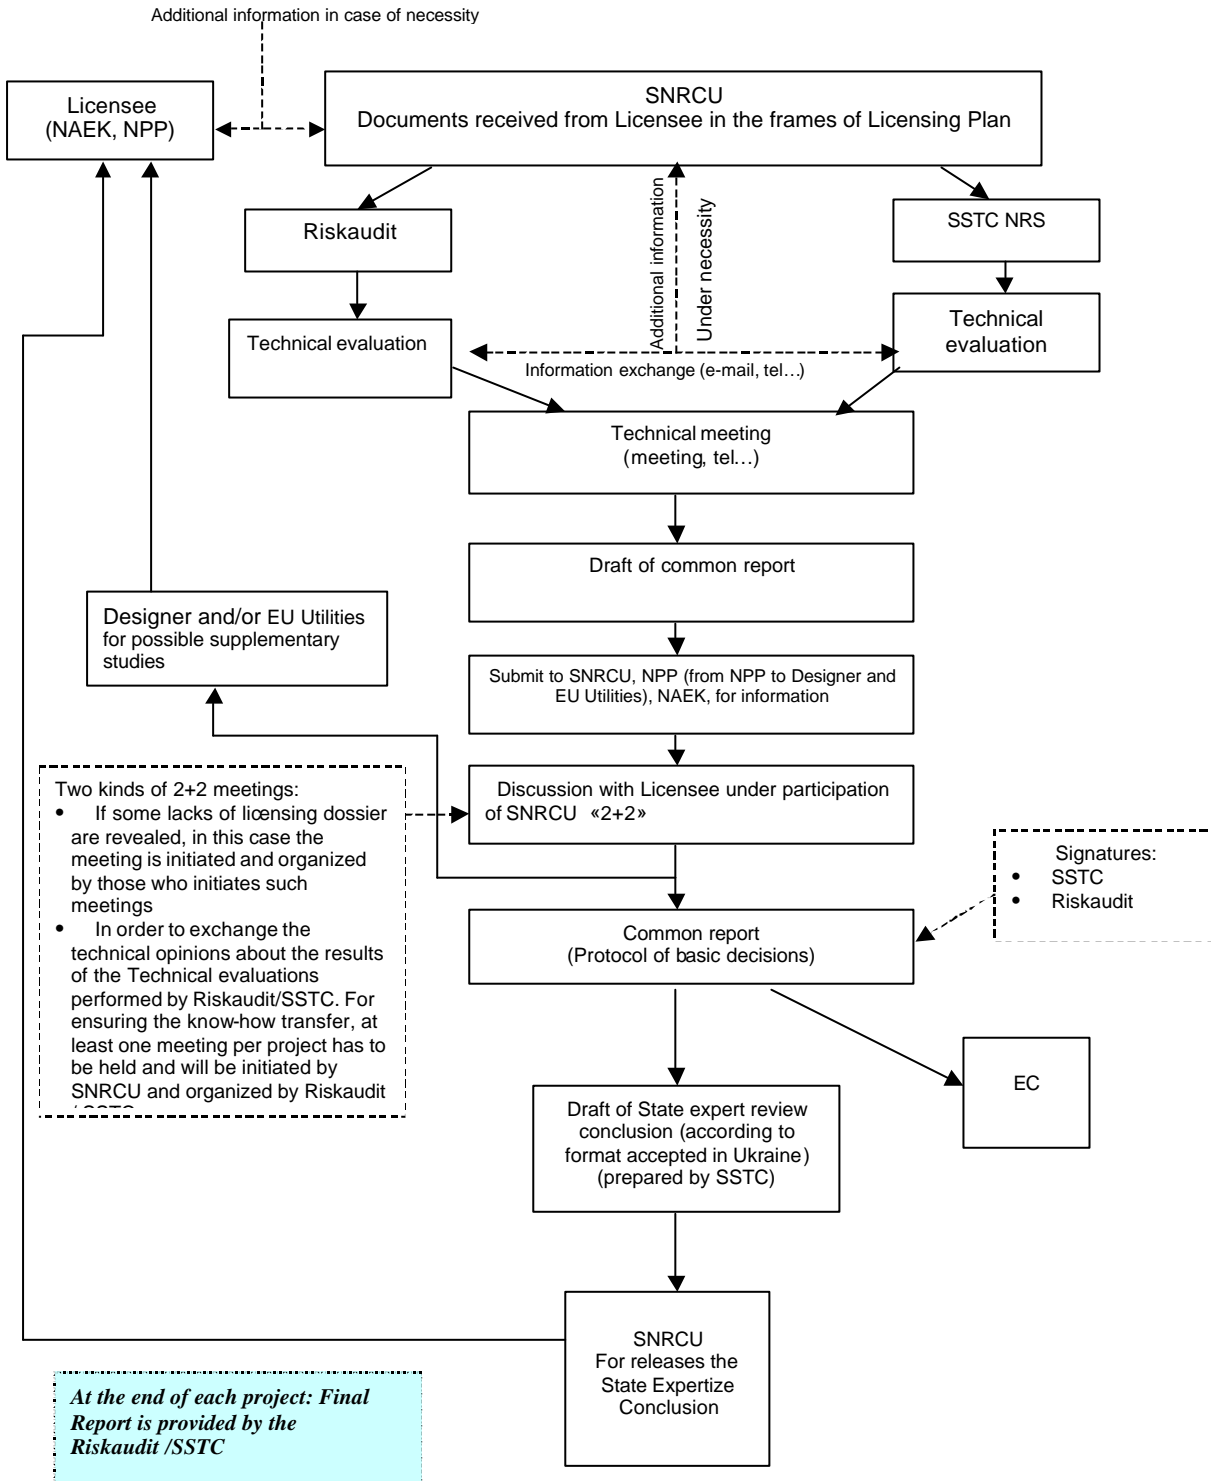 Additional information in case of necessity
Licensee
(NAEK, NPP)
SNRCU
Documents received from Licensee in the frames of Licensing Plan
Riskaudit
Additional information
Under necessity
SSTC NRS
Technical evaluation
Technical
evaluation
Information exchange (e-mail, tel…)
Technical meeting
(meeting, tel…)
Draft of common report
Designer and/or EU Utilities
for possible supplementary
studies
Submit to SNRCU, NPP (from NPP to Designer and
EU Utilities), NAEK, for information
Two kinds of 2+2 meetings:
• If some lacks of licensing dossier
are revealed, in this case the
meeting is initiated and organized
by those who initiates such
meetings
• In order to exchange the
technical opinions about the results
of the Technical evaluations
performed by Riskaudit/SSTC. For
ensuring the know-how transfer, at
least one meeting per project has to
be held and will be initiated by
SNRCU and organized by Riskaudit
Discussion with Licensee under participation
of SNRCU «2+2»
Signatures:
• SSTC
• Riskaudit
Common report
(Protocol of basic decisions)
EC
Draft of State expert review
conclusion (according to
format accepted in Ukraine)
(prepared by SSTC)
SNRCU
For releases the
State Expertize
Conclusion
At the end of each project: Final
Report is provided by the
Riskaudit /SSTC